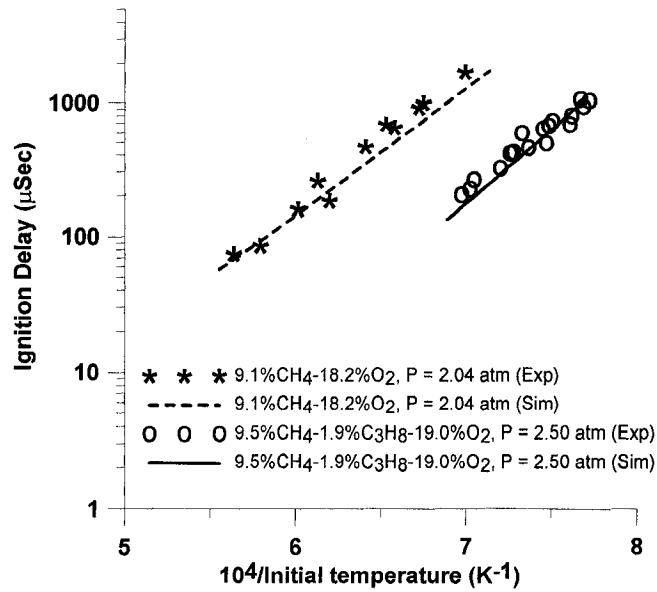 1000
100
10
1
Ignition Delay (μSec)
* * * 9.1%CH4-18.2%O2, P = 2.04 atm (Exp)
9.1%CH4-18.2%O2, P = 2.04 atm (Sim)
O O O 9.5%CH4-1.9%C3H8-19.0%O2, P = 2.50 atm (Exp)
9.5%CH4-1.9%C3H8-19.0%O2, P = 2.50 atm (Sim)
5 6 7 8
10⁴/Initial temperature (K⁻¹)